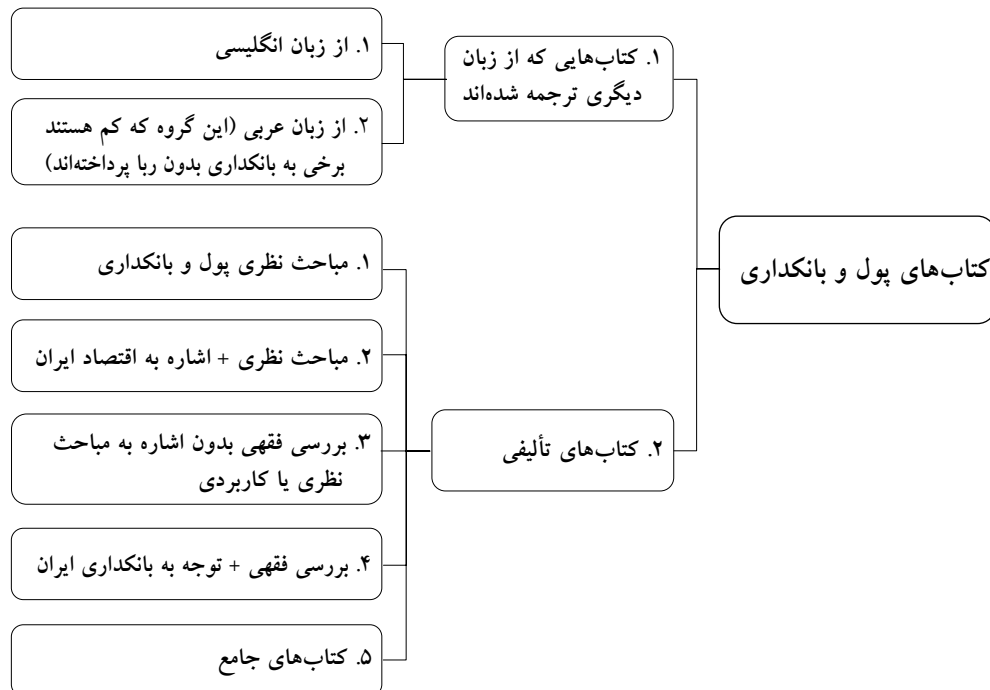 کتاب‌های پول و بانکداری
۱. کتاب‌هایی که از زبان
دیگری ترجمه شده‌اند
۱. از زبان انگلیسی
۲. از زبان عربی (این گروه که کم هستند
برخی به بانکداری بدون ربا پرداخته‌اند)
۲. کتاب‌های تألیفی
۱. مباحث نظری پول و بانکداری
۲. مباحث نظری + اشاره به اقتصاد ایران
۳. بررسی فقهی بدون اشاره به مباحث
نظری یا کاربردی
۴. بررسی فقهی + توجه به بانکداری ایران
۵. کتاب‌های جامع